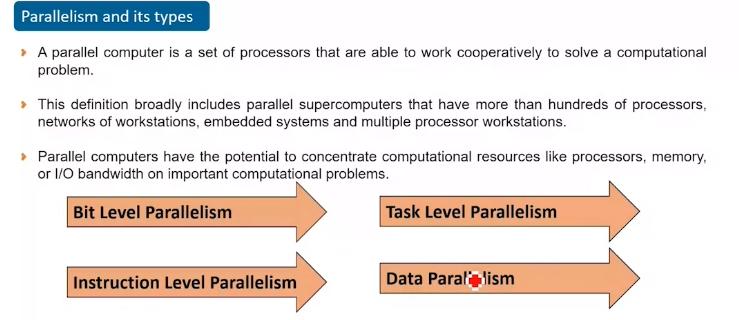 Parallelism and its types
A parallel computer is a set of processors that are able to work cooperatively to solve a computational
problem.
This definition broadly includes parallel supercomputers that have more than hundreds of processors,
networks of workstations, embedded systems and multiple processor workstations.
Parallel computers have the potential to concentrate computational resources like processors, memory,
or I/O bandwidth on important computational problems.
Bit Level Parallelism
Task Level Parallelism
Instruction Level Parallelism
Data Parallelism